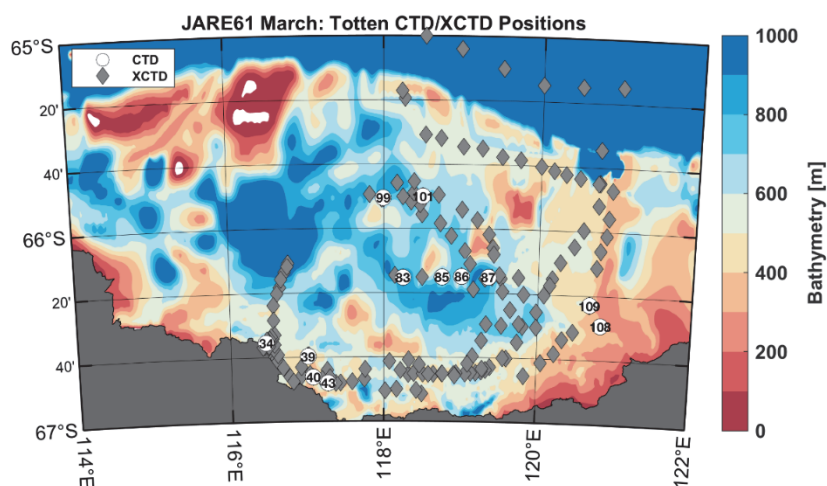 JARE61 March: Totten CTD/XCTD Positions
65°S
20'
40'
66°S
20'
40'
67°S
CTD
XCTD
99
101
83
85
86
87
109
108
34
39
40
43
114°E
116°E
118°E
120°E
122°E
1000
800
600
400
200
0
Bathymetry [m]